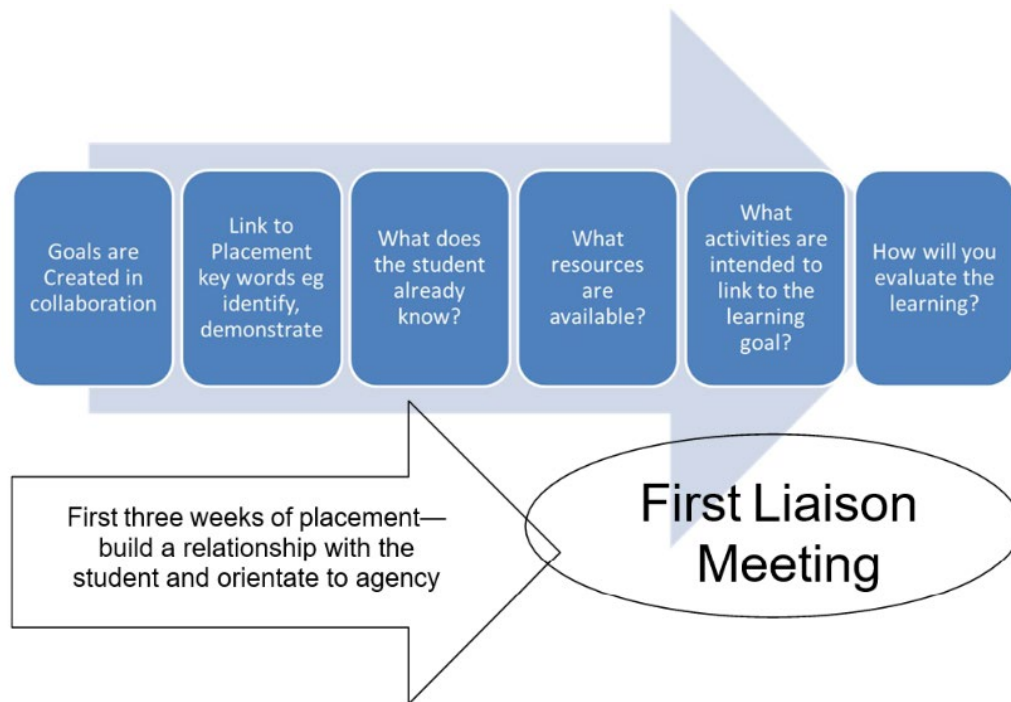 Goals are
Created in
collaboration
Link to
Placement
key words eg
identify,
demonstrate
What does
the student
already
know?
What
resources
are
available?
What
activities are
intended to
link to the
learning
goal?
How will you
evaluate the
learning?
First three weeks of placement—
build a relationship with the
student and orientate to agency
First Liaison
Meeting